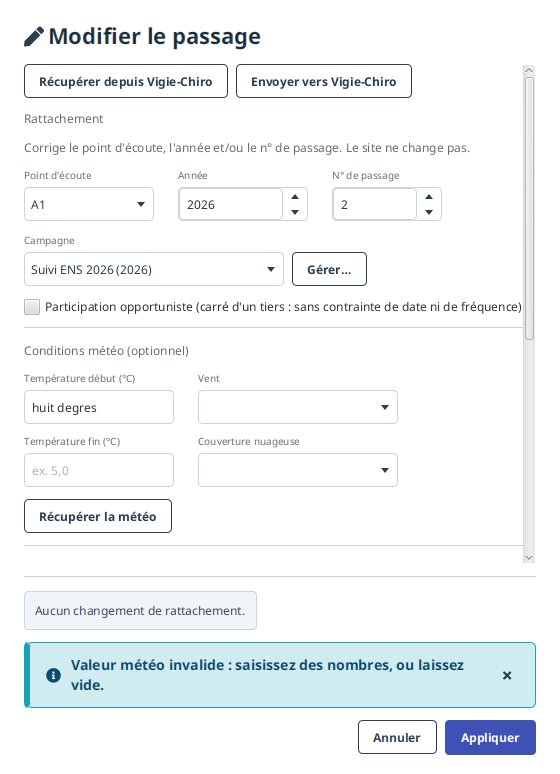 Modifier le passage
Récupérer depuis Vigie-Chiro
Envoyer vers Vigie-Chiro
Rattachement
Corrige le point d'écoute, l'année et/ou le n° de passage. Le site ne change pas.
Point d'écoute
Année
N° de passage
A1
2026
2
Campagne
Suivi ENS 2026 (2026)
Gérer...
Participation opportuniste (carré d'un tiers : sans contrainte de date ni de fréquence)
Conditions météo (optionnel)
Température début (°C)
Vent
huit degres
Température fin (°C)
Couverture nuageuse
ex. 5,0
Récupérer la météo
Aucun changement de rattachement.
Valeur météo invalide : saisissez des nombres, ou laissez
vide.
Annuler
Appliquer